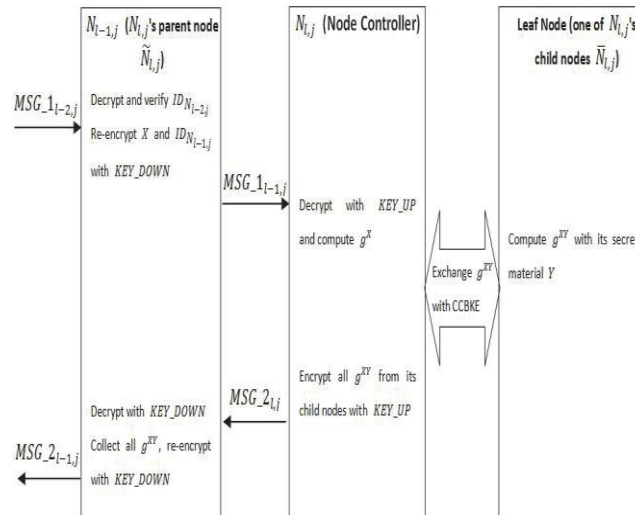 N_{l−1,j} (N_{l,j}'s parent node
Ñ_{l,j})
N_{l,j} (Node Controller)
Leaf Node (one of N_{l,j}'s
child nodes N̄_{l,j})
MSG_1_{l−2,j}
Decrypt and verify ID_{N_{l−2,j}}
Re-encrypt X and ID_{N_{l−1,j}}
with KEY_DOWN
MSG_1_{l−1,j}
Decrypt with KEY_UP
and compute g^X
Exchange g^{XY}
with CCBKE
Compute g^{XY} with its secre
material Y
Encrypt all g^{XY} from its
child nodes with KEY_UP
MSG_2_{l,j}
Decrypt with KEY_DOWN
Collect all g^{XY}, re-encrypt
with KEY_DOWN
MSG_2_{l−1,j}